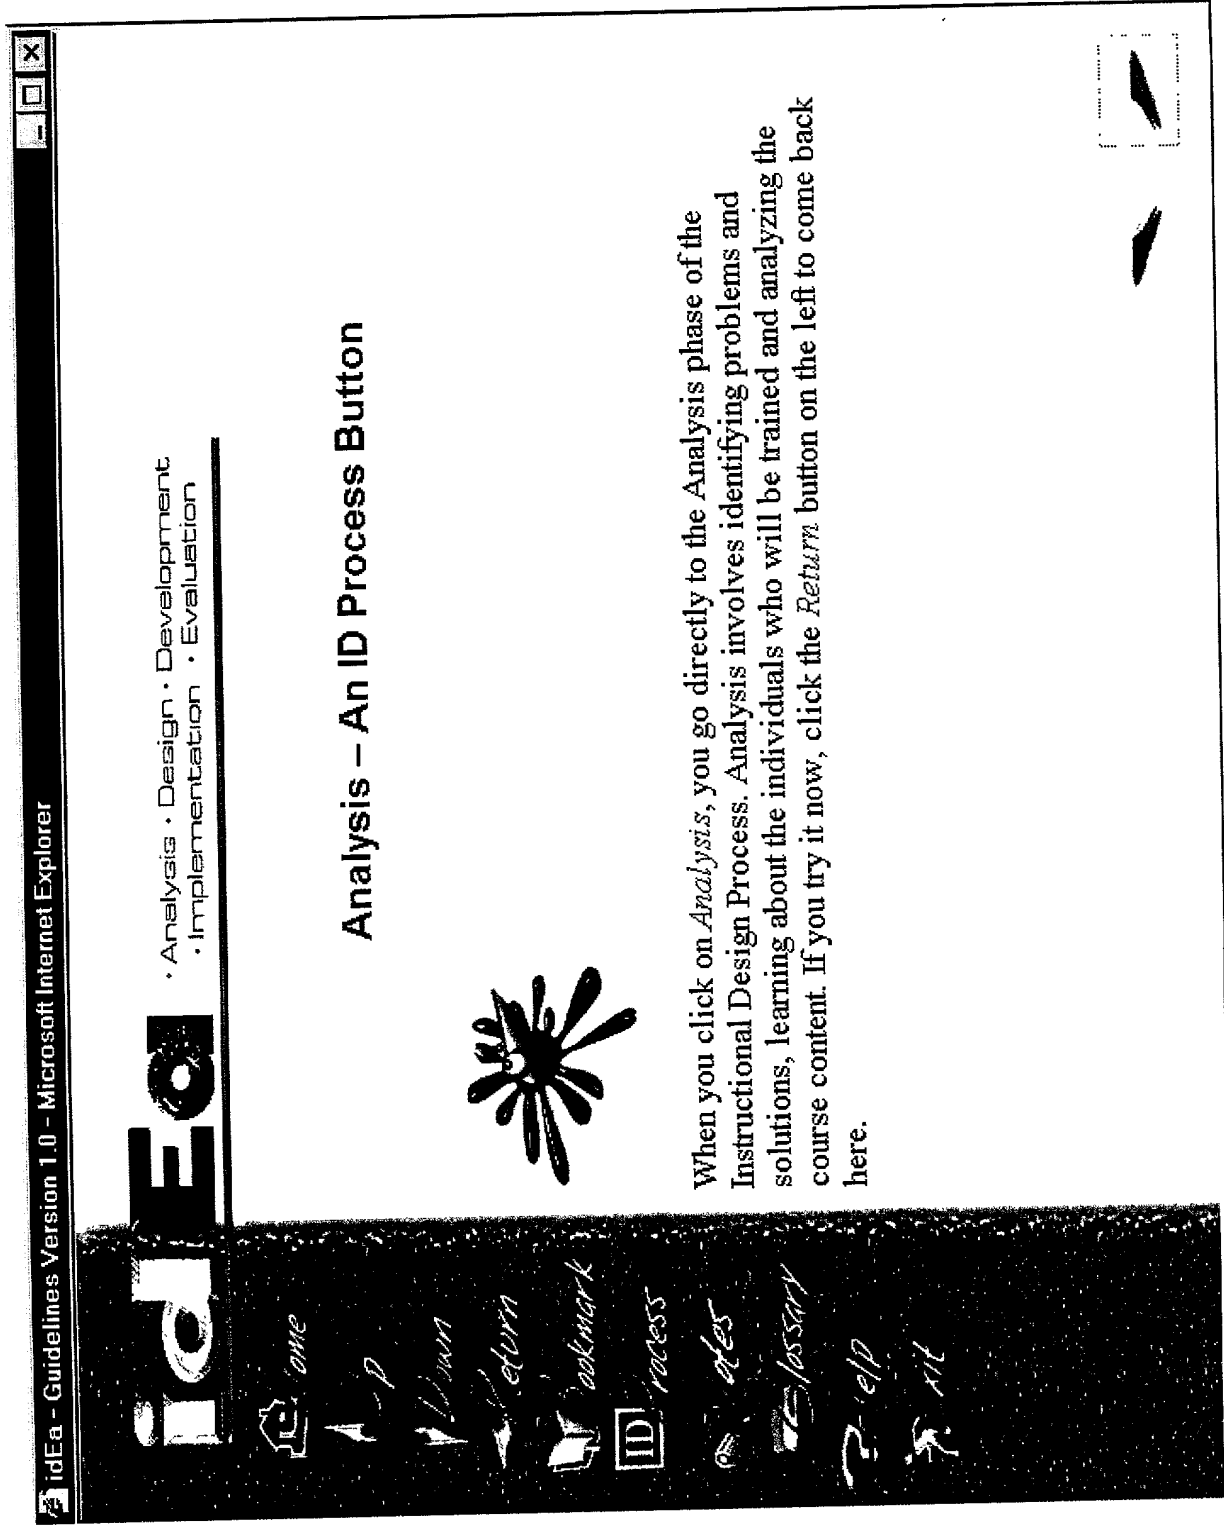 idEa - Guidelines Version 1.0 - Microsoft Internet Explorer
idEa
· Analysis · Design · Development
· Implementation · Evaluation
ome
p
own
eturn
ookmark
ID rocess
otes
Glossary
elp
xit
Analysis – An ID Process Button
When you click on Analysis, you go directly to the Analysis phase of the
Instructional Design Process. Analysis involves identifying problems and
solutions, learning about the individuals who will be trained and analyzing the
course content. If you try it now, click the Return button on the left to come back
here.